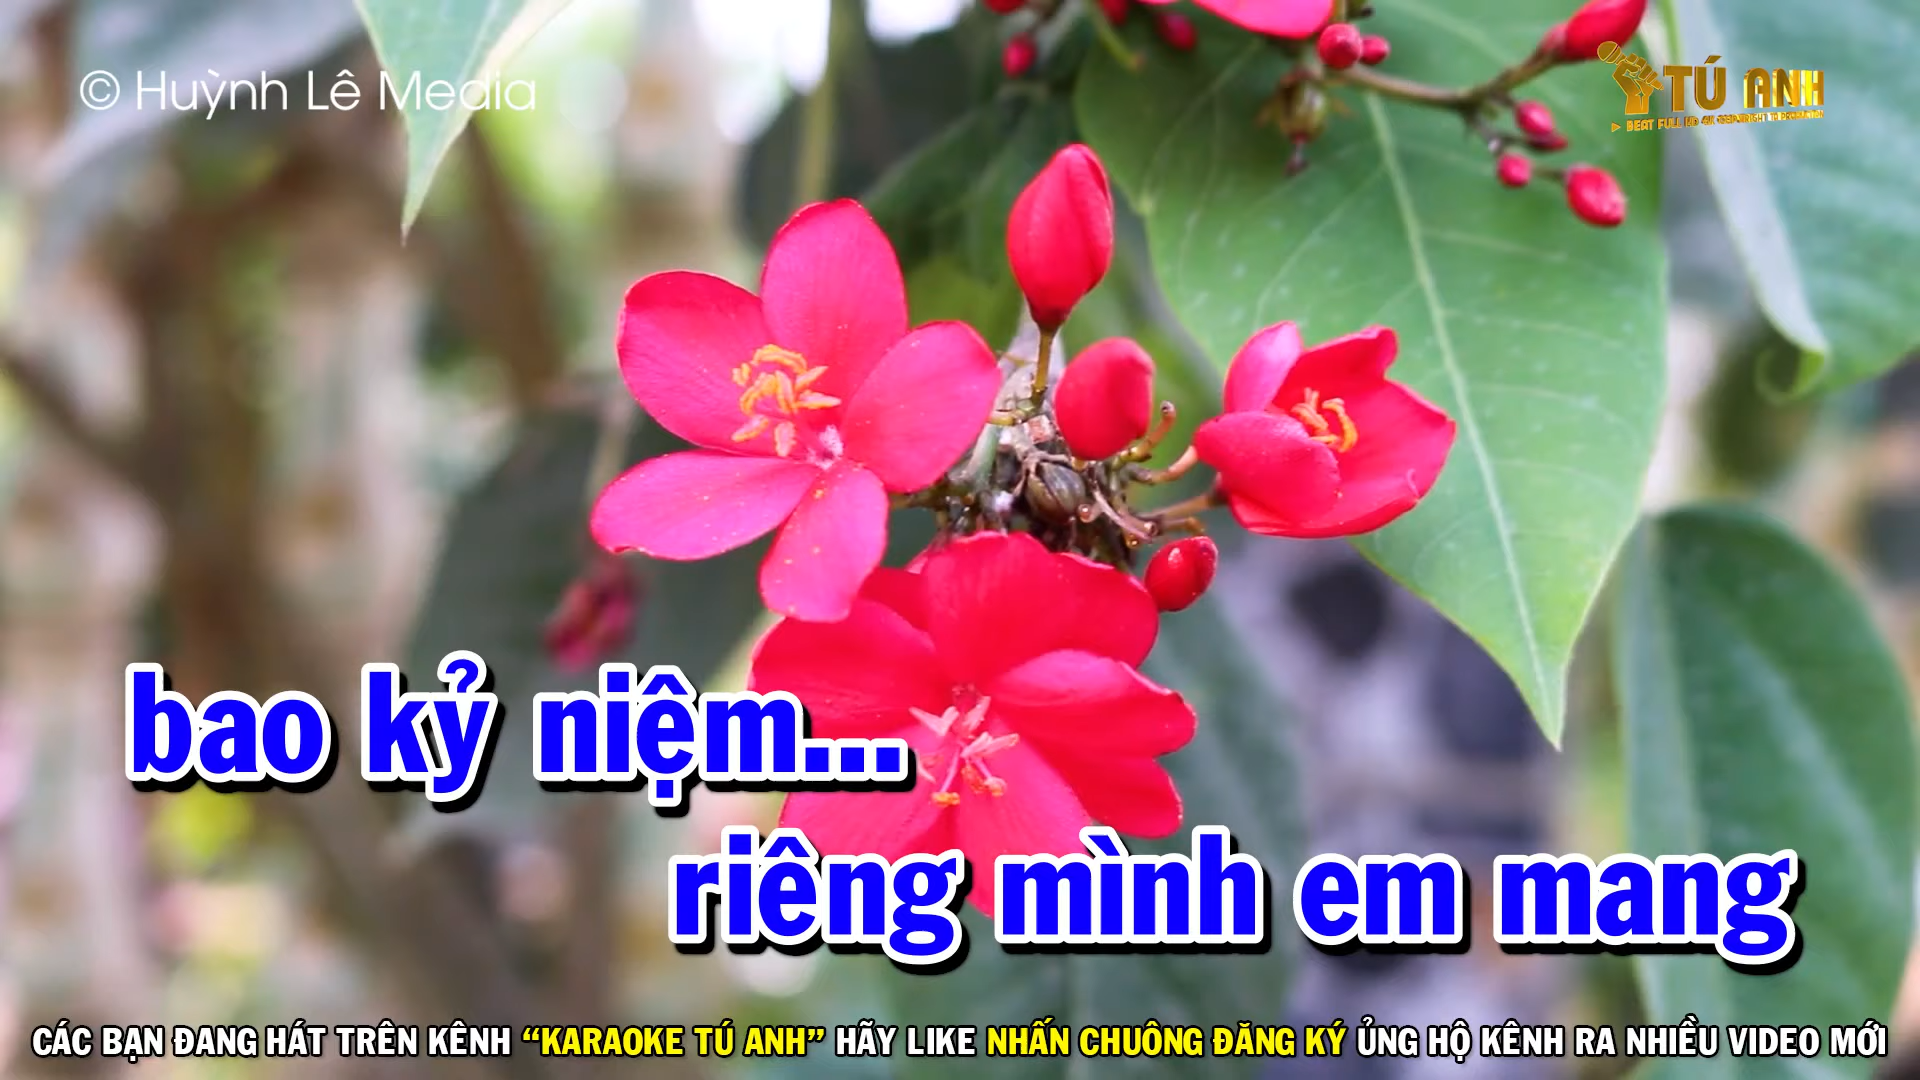 © Huỳnh Lê Media
TÚ ANH
bao kỷ niệm...
riêng mình em mang
CÁC BẠN ĐANG HÁT TRÊN KÊNH “KARAOKE TÚ ANH” HÃY LIKE NHẤN CHUÔNG ĐĂNG KÝ ỦNG HỘ KÊNH RA NHIỀU VIDEO MỚI